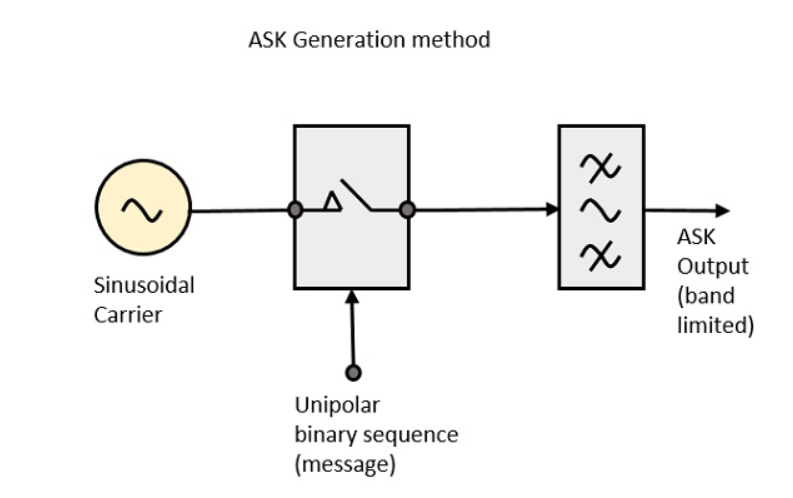 ASK Generation method
Sinusoidal
Carrier
Unipolar
binary sequence
(message)
ASK
Output
(band
limited)